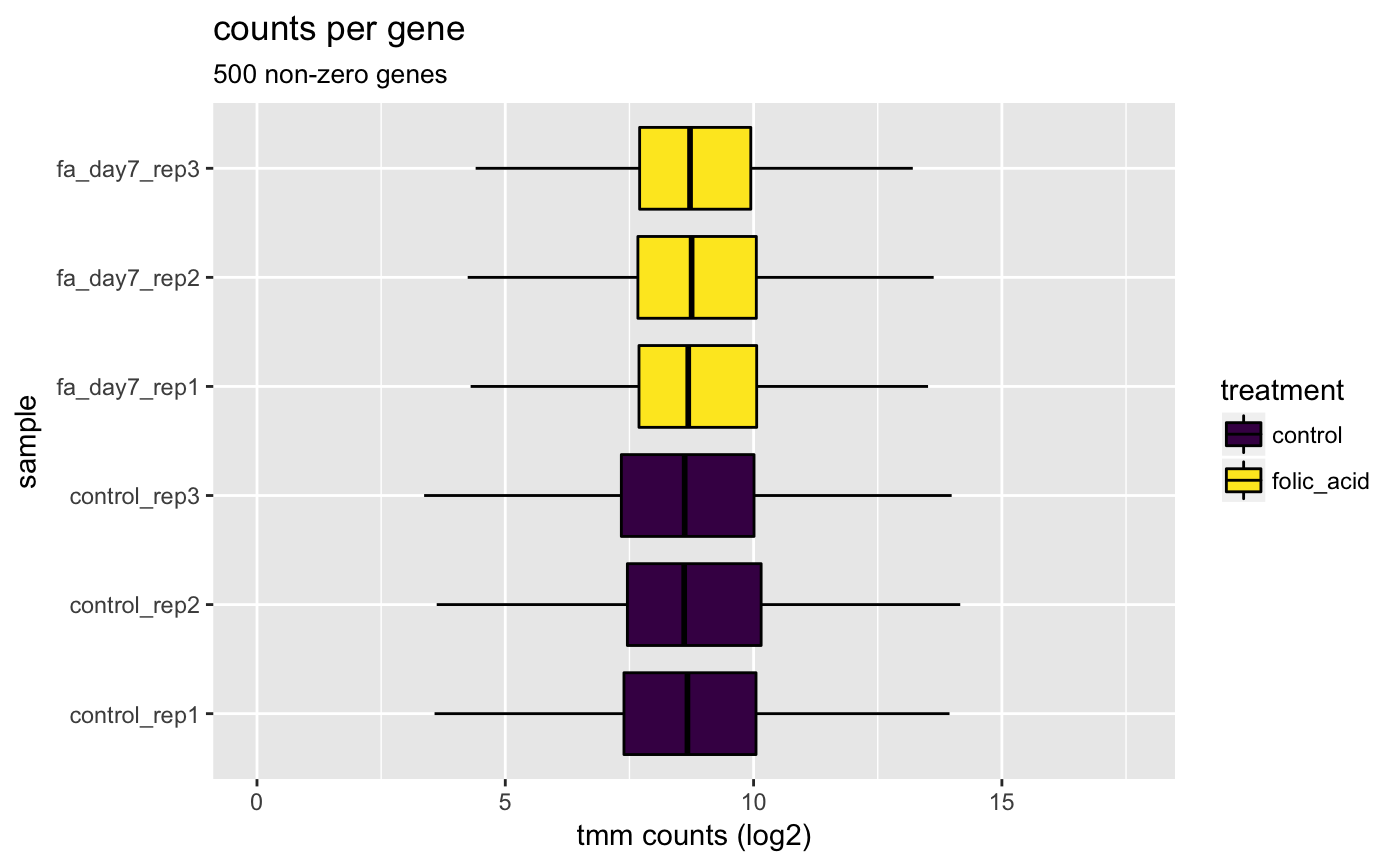 counts per gene
500 non-zero genes
fa_day7_rep3
fa_day7_rep2
fa_day7_rep1
control_rep3
control_rep2
control_rep1
sample
0 5 10 15
tmm counts (log2)
treatment
control
folic_acid